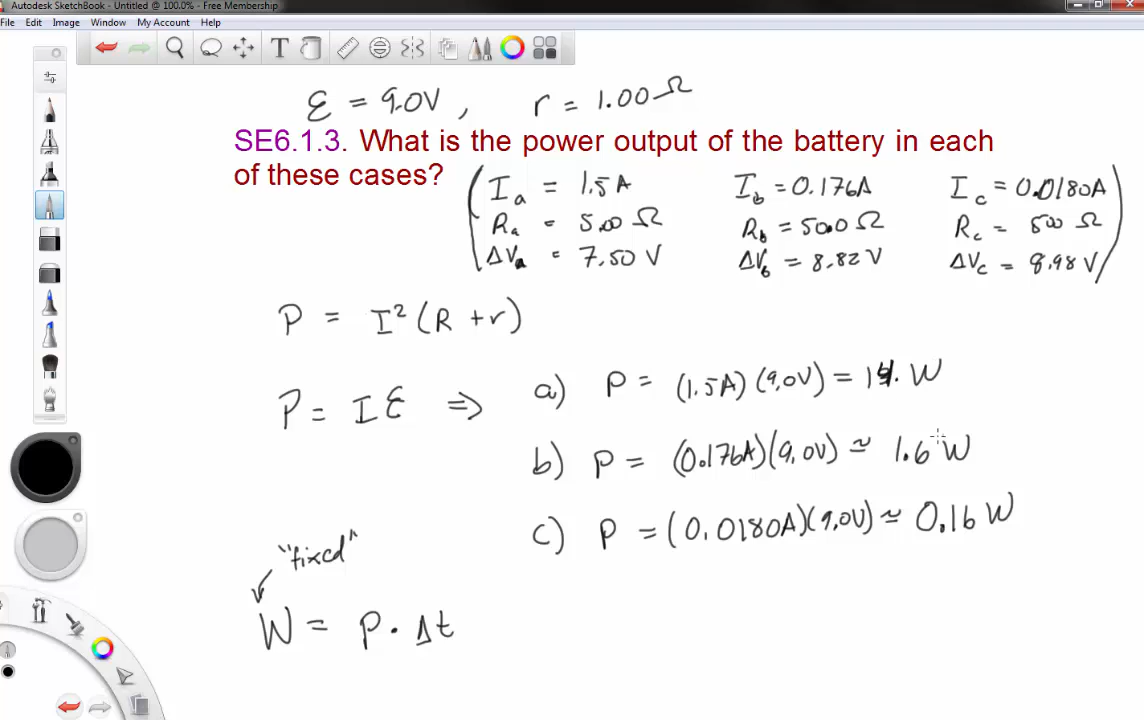 Autodesk SketchBook - Untitled @ 100.0% - Free Membership
File Edit Image Window My Account Help
ε = 9.0V , r = 1.00 Ω
SE6.1.3. What is the power output of the battery in each
of these cases?
( I_a = 1.5 A I_b = 0.176A I_c = 0.0180A )
R_a = 5.00 Ω R_b = 50.0 Ω R_c = 500 Ω
ΔV_a = 7.50 V ΔV_b = 8.82 V ΔV_c = 8.98 V
P = I² (R + r)
P = I ε ⇒ a) P = (1.5A) (9.0V) = 14. W
b) P = (0.176A)(9.0V) ≈ 1.6 W
c) P = (0.0180A)(9.0V) ≈ 0.16 W
"fixed"
W = P · Δt